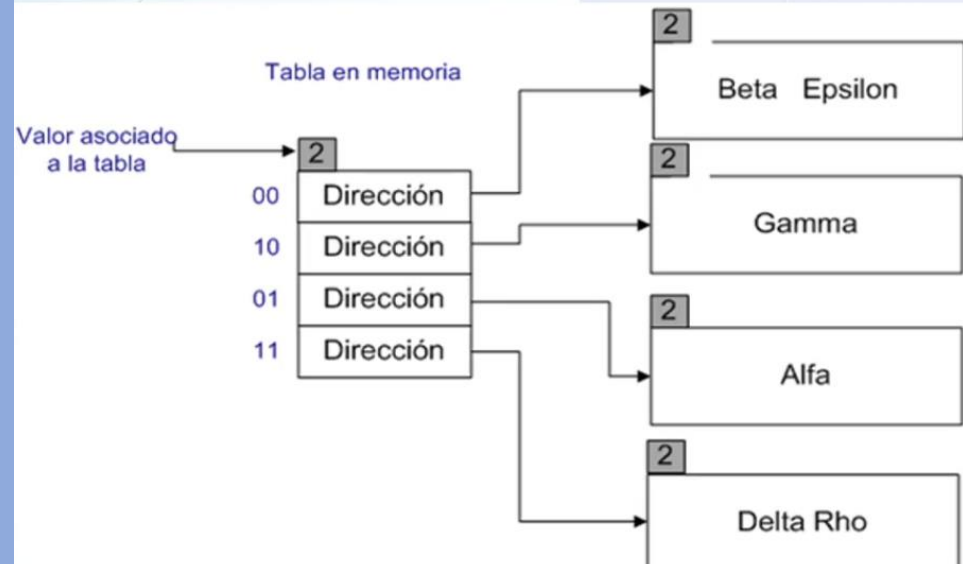 2
Beta Epsilon
Tabla en memoria
Valor asociado
a la tabla
2
00 Dirección
10 Dirección
01 Dirección
11 Dirección
2
Gamma
2
Alfa
2
Delta Rho